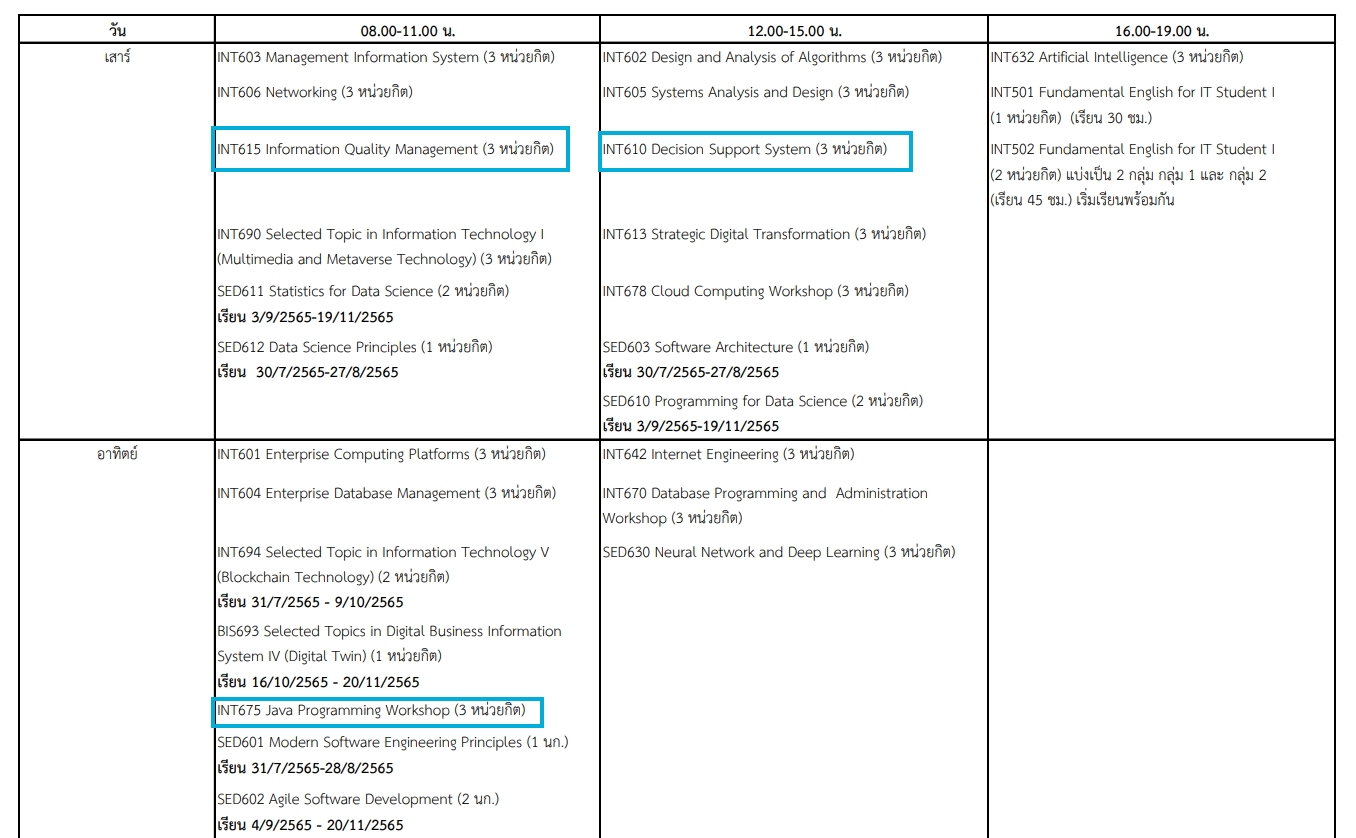 วัน
08.00-11.00 น.
12.00-15.00 น.
16.00-19.00 น.
เสาร์
INT603 Management Information System (3 หน่วยกิต)
INT606 Networking (3 หน่วยกิต)
INT615 Information Quality Management (3 หน่วยกิต)
INT690 Selected Topic in Information Technology I
(Multimedia and Metaverse Technology) (3 หน่วยกิต)
SED611 Statistics for Data Science (2 หน่วยกิต)
เรียน 3/9/2565-19/11/2565
SED612 Data Science Principles (1 หน่วยกิต)
เรียน  30/7/2565-27/8/2565
INT602 Design and Analysis of Algorithms (3 หน่วยกิต)
INT605 Systems Analysis and Design (3 หน่วยกิต)
INT610 Decision Support System (3 หน่วยกิต)
INT613 Strategic Digital Transformation (3 หน่วยกิต)
INT678 Cloud Computing Workshop (3 หน่วยกิต)
SED603 Software Architecture (1 หน่วยกิต)
เรียน 30/7/2565-27/8/2565
SED610 Programming for Data Science (2 หน่วยกิต)
เรียน 3/9/2565-19/11/2565
INT632 Artificial Intelligence (3 หน่วยกิต)
INT501 Fundamental English for IT Student I
(1 หน่วยกิต)  (เรียน 30 ชม.)
INT502 Fundamental English for IT Student I
(2 หน่วยกิต) แบ่งเป็น 2 กลุ่ม กลุ่ม 1 และ กลุ่ม 2
(เรียน 45 ชม.) เริ่มเรียนพร้อมกัน
อาทิตย์
INT601 Enterprise Computing Platforms (3 หน่วยกิต)
INT604 Enterprise Database Management (3 หน่วยกิต)
INT694 Selected Topic in Information Technology V
(Blockchain Technology) (2 หน่วยกิต)
เรียน 31/7/2565 - 9/10/2565
BIS693 Selected Topics in Digital Business Information
System IV (Digital Twin) (1 หน่วยกิต)
เรียน 16/10/2565 - 20/11/2565
INT675 Java Programming Workshop (3 หน่วยกิต)
SED601 Modern Software Engineering Principles (1 นก.)
เรียน 31/7/2565-28/8/2565
SED602 Agile Software Development (2 นก.)
เรียน 4/9/2565 - 20/11/2565
INT642 Internet Engineering (3 หน่วยกิต)
INT670 Database Programming and  Administration
Workshop (3 หน่วยกิต)
SED630 Neural Network and Deep Learning (3 หน่วยกิต)